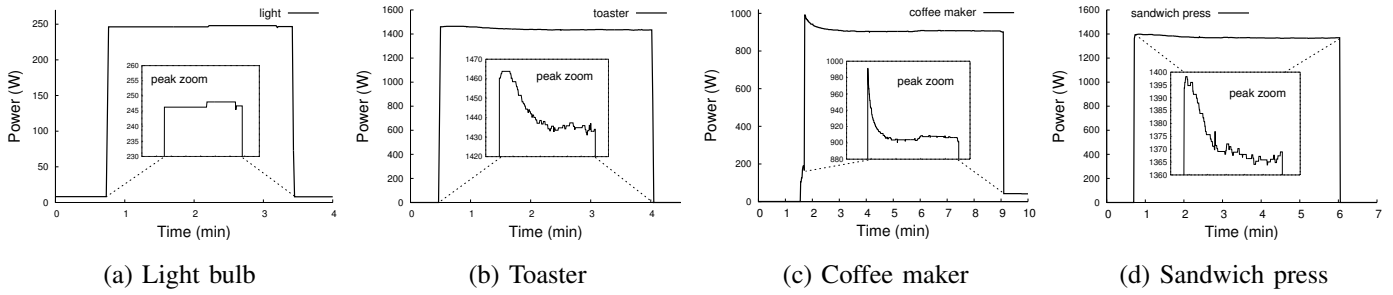 light
peak zoom
Power (W)
250
200
150
100
50
0
260
255
250
245
240
235
230
0 1 2 3 4
Time (min)
(a) Light bulb
toaster
peak zoom
Power (W)
1600
1400
1200
1000
800
600
400
200
0
1470
1460
1450
1440
1430
1420
0 1 2 3 4
Time (min)
(b) Toaster
coffee maker
peak zoom
Power (W)
1000
800
600
400
200
0
1000
980
960
940
920
900
880
0 1 2 3 4 5 6 7 8 9 10
Time (min)
(c) Coffee maker
sandwich press
peak zoom
Power (W)
1600
1400
1200
1000
800
600
400
200
0
1400
1395
1390
1385
1380
1375
1370
1365
1360
0 1 2 3 4 5 6 7
Time (min)
(d) Sandwich press